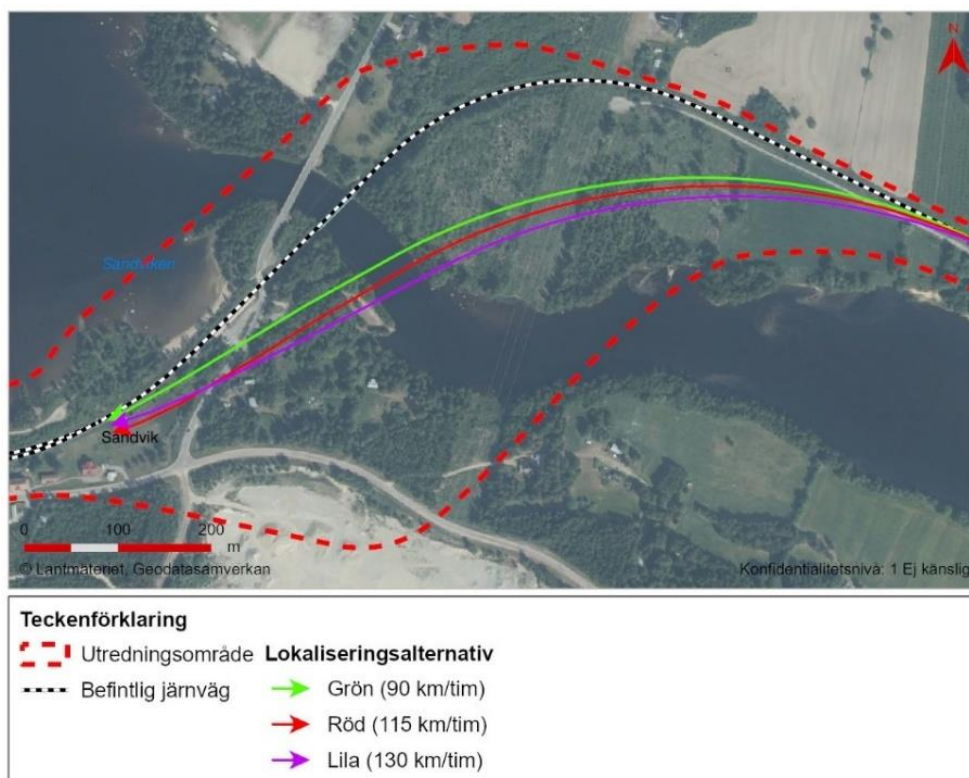 N
Sandviken
Sandvik
0 100 200
m
© Lantmäteriet, Geodatasamverkan
Konfidentialitetsnivå: 1 Ej känslig
Teckenförklaring
Utredningsområde
Befintlig järnväg
Lokaliseringsalternativ
Grön (90 km/tim)
Röd (115 km/tim)
Lila (130 km/tim)